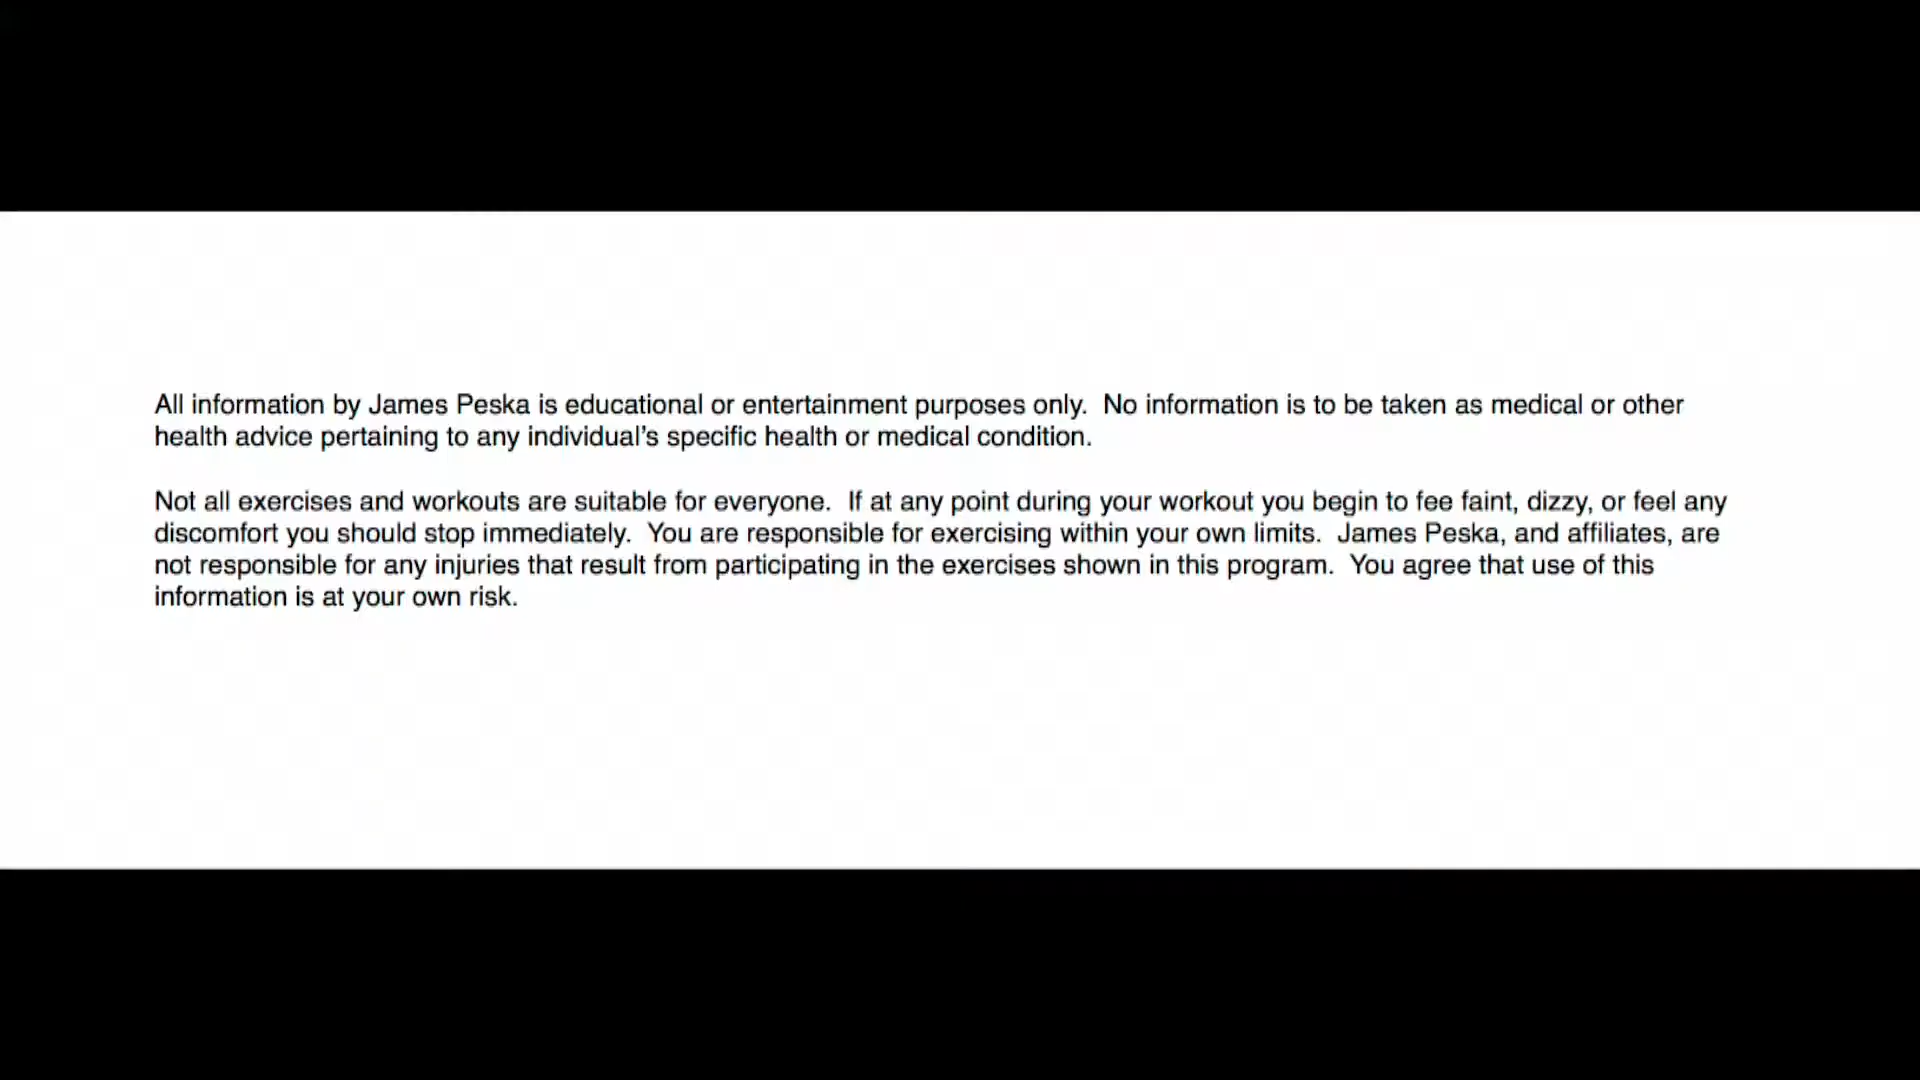 All information by James Peska is educational or entertainment purposes only.  No information is to be taken as medical or other
health advice pertaining to any individual’s specific health or medical condition.
Not all exercises and workouts are suitable for everyone.  If at any point during your workout you begin to fee faint, dizzy, or feel any
discomfort you should stop immediately.  You are responsible for exercising within your own limits.  James Peska, and affiliates, are
not responsible for any injuries that result from participating in the exercises shown in this program.  You agree that use of this
information is at your own risk.